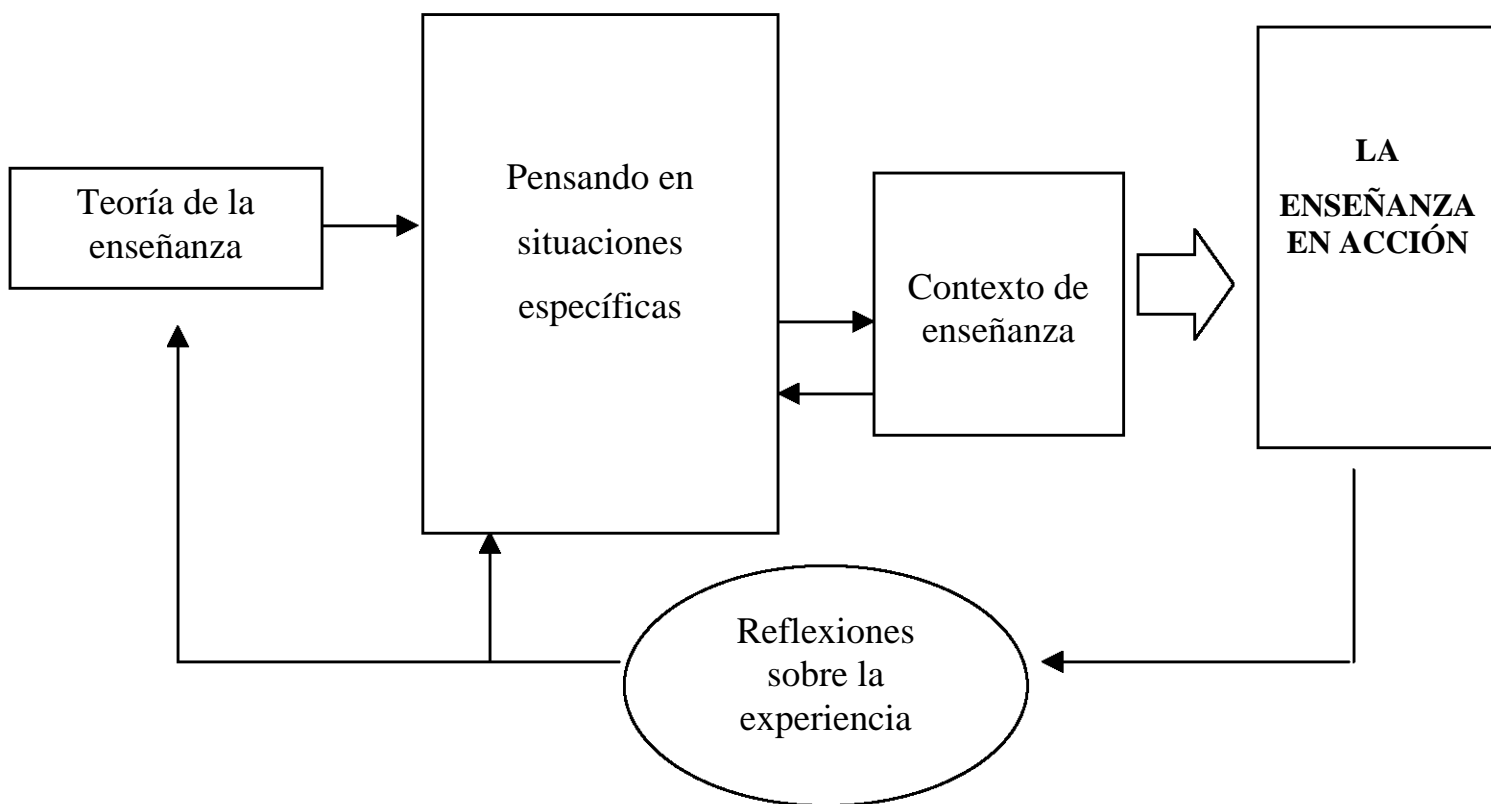 Teoría de la
enseñanza
Pensando en
situaciones
específicas
Contexto de
enseñanza
LA
ENSEÑANZA
EN ACCIÓN
Reflexiones
sobre la
experiencia